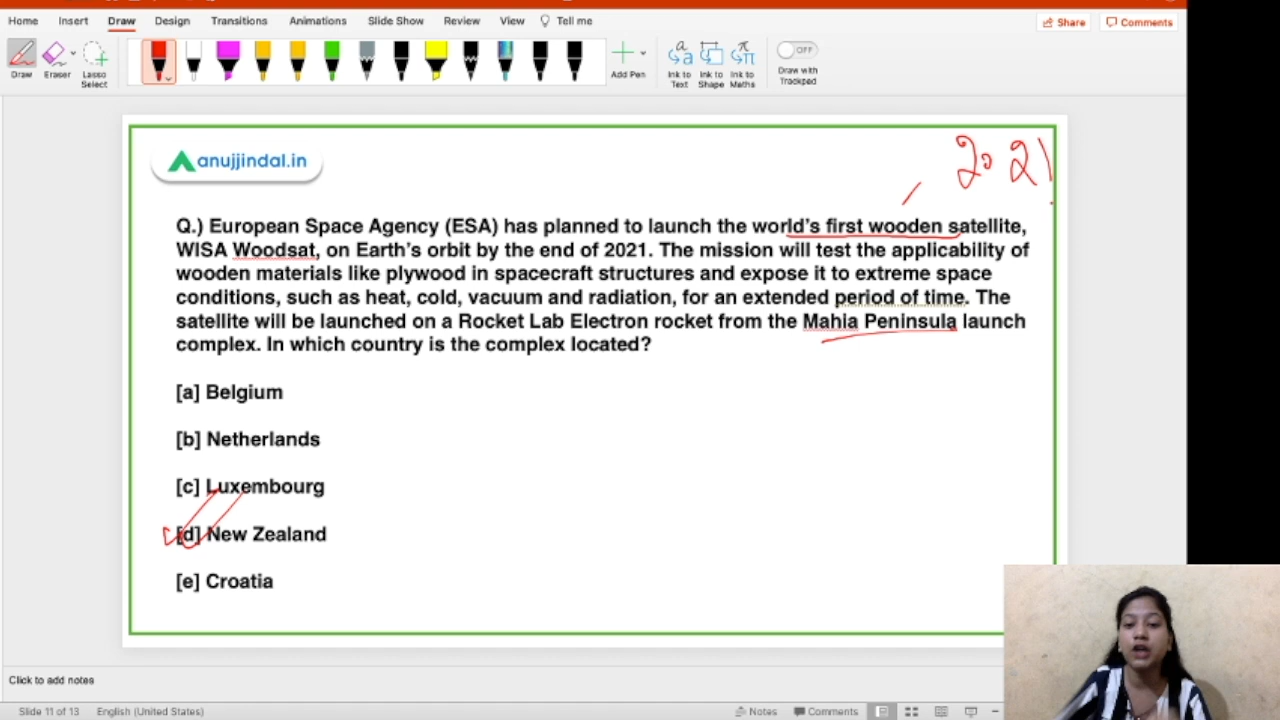 Home Insert Draw Design Transitions Animations Slide Show Review View Tell me Share Comments
Draw Eraser Lasso Select Add Pen Ink to Text Ink to Shape Ink to Maths OFF Draw with Trackpad
2021
anujjindal.in
Q.) European Space Agency (ESA) has planned to launch the world's first wooden satellite,
WISA Woodsat, on Earth's orbit by the end of 2021. The mission will test the applicability of
wooden materials like plywood in spacecraft structures and expose it to extreme space
conditions, such as heat, cold, vacuum and radiation, for an extended period of time. The
satellite will be launched on a Rocket Lab Electron rocket from the Mahia Peninsula launch
complex. In which country is the complex located?
[a] Belgium
[b] Netherlands
[c] Luxembourg
[d] New Zealand
[e] Croatia
Click to add notes
Slide 11 of 13 English (United States) Notes Comments